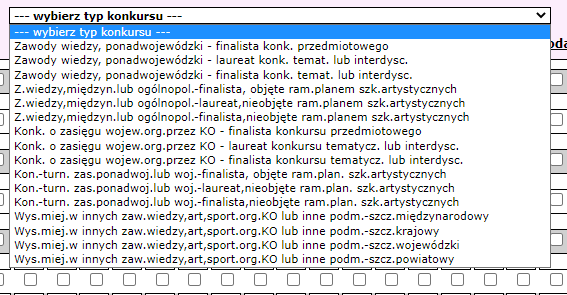 --- wybierz typ konkursu ---
--- wybierz typ konkursu ---
Zawody wiedzy, ponadwojewódzki - finalista konk. przedmiotowego
Zawody wiedzy, ponadwojewódzki - laureat konk. temat. lub interdysc.
Zawody wiedzy, ponadwojewódzki - finalista konk. temat. lub interdysc.
Z.wiedzy,międzyn.lub ogólnopol.-finalista, objęte ram.planem szk.artystycznych
Z.wiedzy,międzyn.lub ogólnopol.-laureat,nieobjęte ram.planem szk.artystycznych
Z.wiedzy,międzyn.lub ogólnopol.-finalista,nieobjęte ram.planem szk.artystycznych
Konk. o zasięgu wojew.org.przez KO - finalista konkursu przedmiotowego
Konk. o zasięgu wojew.org.przez KO - laureat konkursu tematycz. lub interdysc.
Konk. o zasięgu wojew.org.przez KO - finalista konkursu tematycz. lub interdysc.
Kon.-turn. zas.ponadwoj.lub woj.-finalista, objęte ram.plan. szk.artystycznych
Kon.-turn. zas.ponadwoj.lub woj.-laureat,nieobjęte ram.plan. szk.artystycznych
Kon.-turn. zas.ponadwoj.lub woj.-finalista,nieobjęte ram.plan. szk.artystycznych
Wys.miej.w innych zaw.wiedzy,art,sport.org.KO lub inne podm.-szcz.międzynarodowy
Wys.miej.w innych zaw.wiedzy,art,sport.org.KO lub inne podm.-szcz.krajowy
Wys.miej.w innych zaw.wiedzy,art,sport.org.KO lub inne podm.-szcz.wojewódzki
Wys.miej.w innych zaw.wiedzy,art,sport.org.KO lub inne podm.-szcz.powiatowy